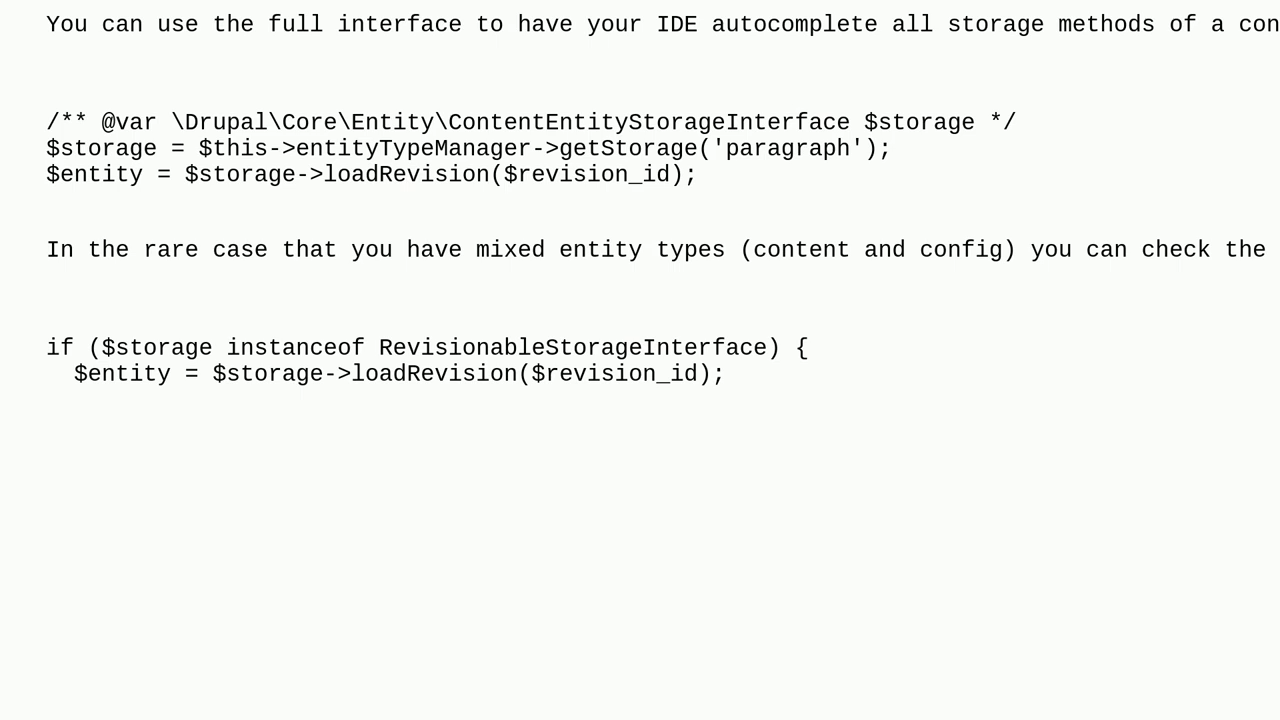 You can use the full interface to have your IDE autocomplete all storage methods of a con
/** @var \Drupal\Core\Entity\ContentEntityStorageInterface $storage */
$storage = $this->entityTypeManager->getStorage('paragraph');
$entity = $storage->loadRevision($revision_id);
In the rare case that you have mixed entity types (content and config) you can check the
if ($storage instanceof RevisionableStorageInterface) {
  $entity = $storage->loadRevision($revision_id);